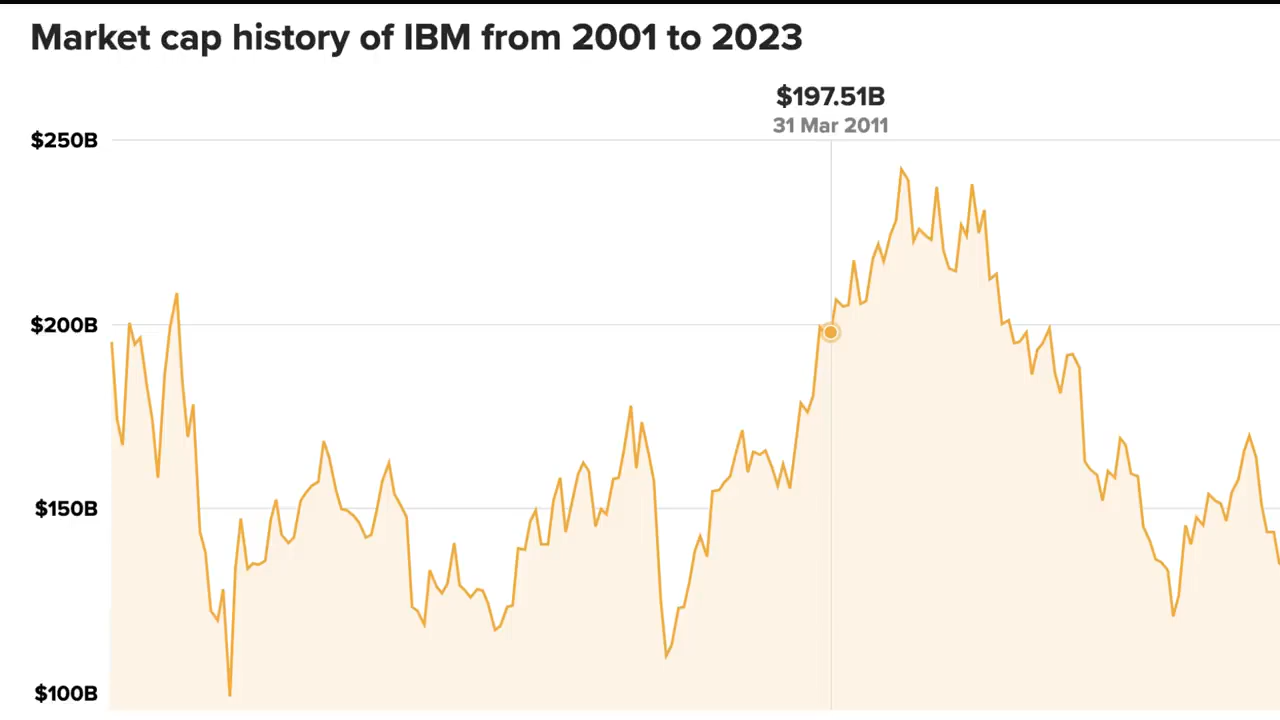 Market cap history of IBM from 2001 to 2023
$197.51B
31 Mar 2011
$250B
$200B
$150B
$100B